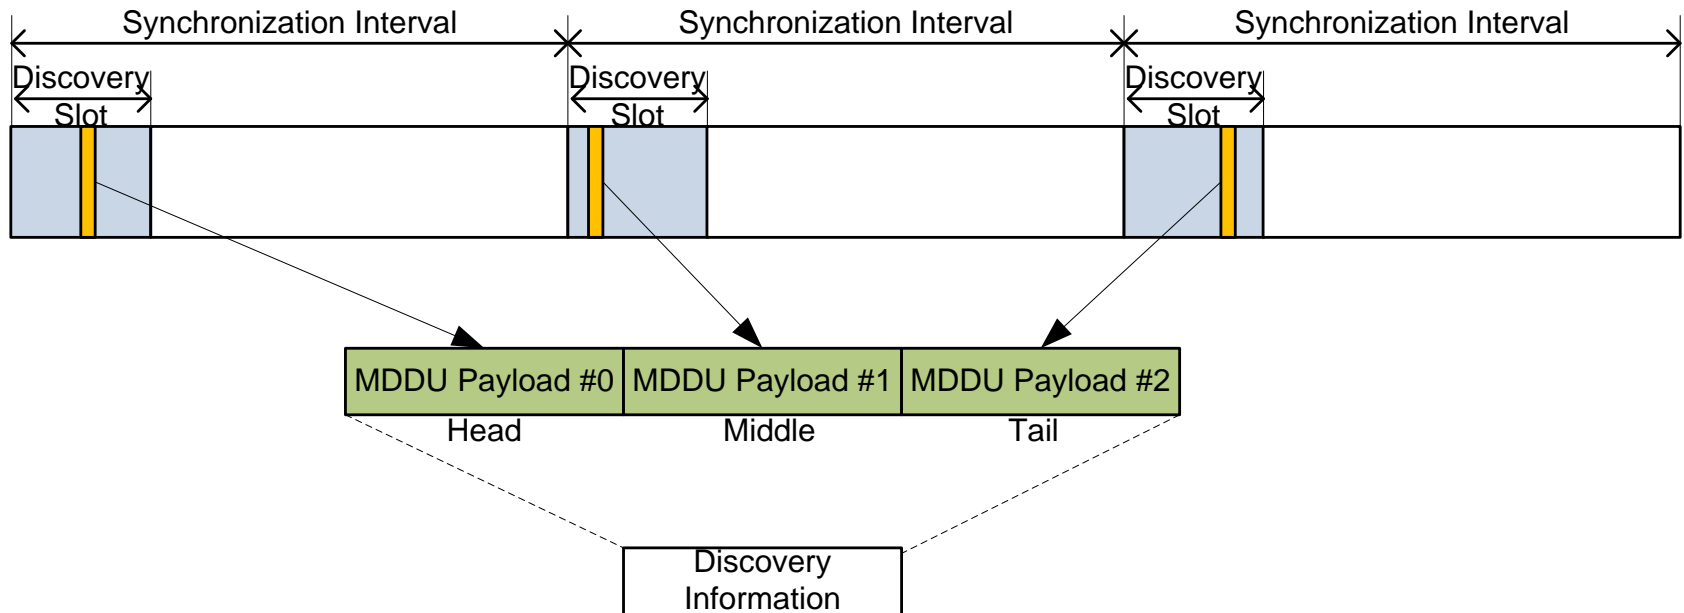 Synchronization Interval
Synchronization Interval
Synchronization Interval
Discovery
Slot
Discovery
Slot
Discovery
Slot
MDDU Payload #0
MDDU Payload #1
MDDU Payload #2
Head
Middle
Tail
Discovery
Information